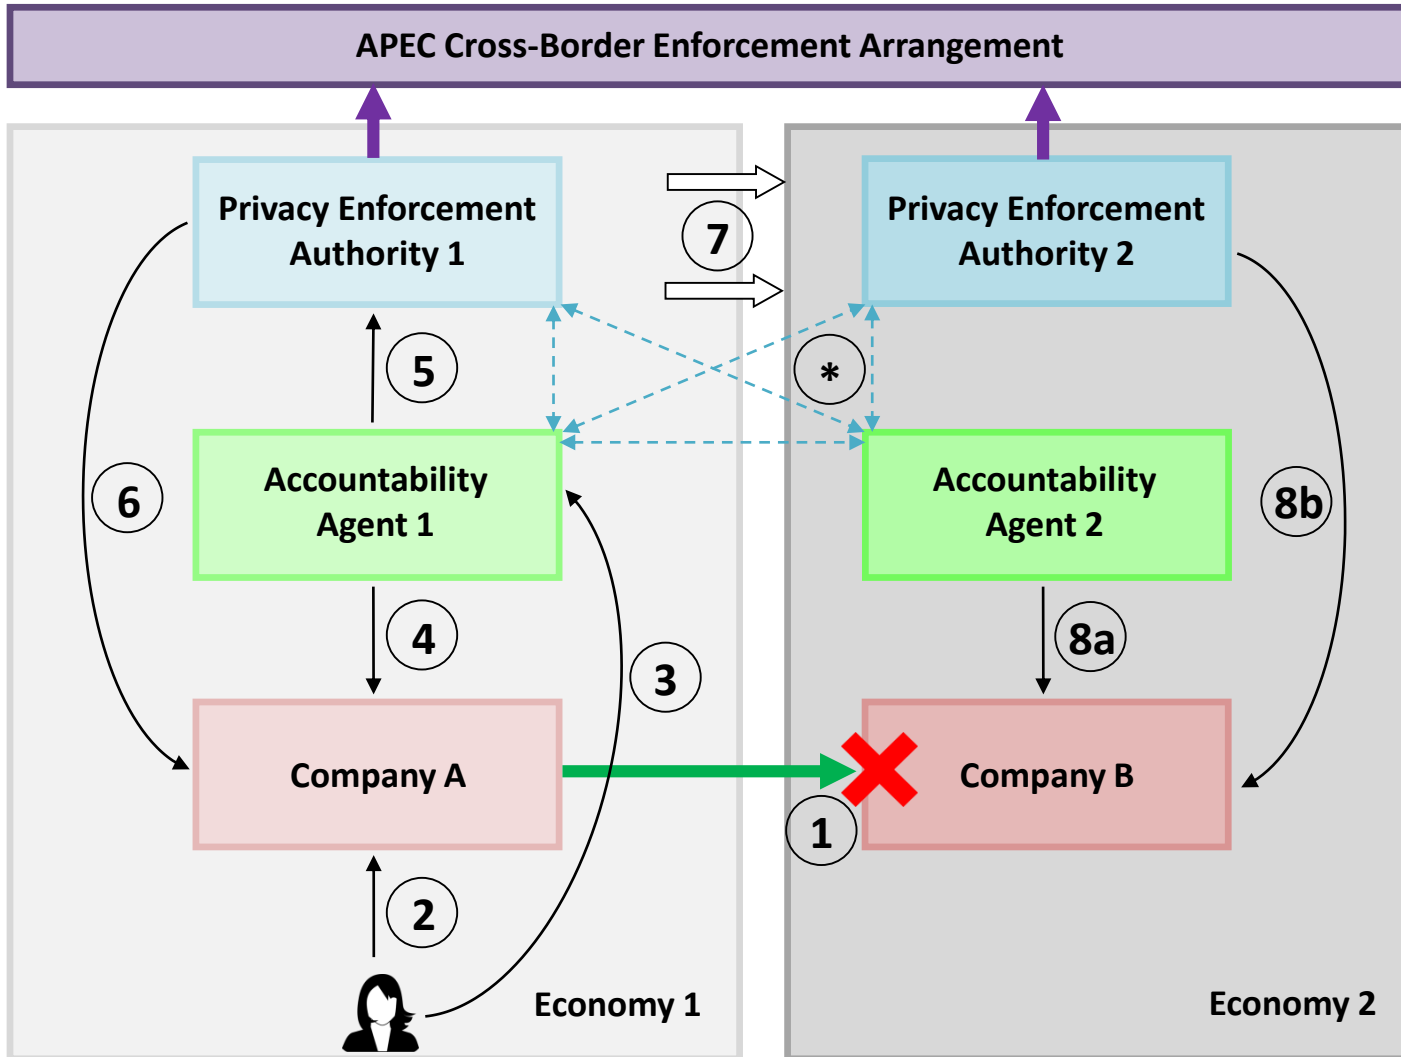 APEC Cross-Border Enforcement Arrangement
Privacy Enforcement
Authority 1
Privacy Enforcement
Authority 2
7
5
*
Accountability
Agent 1
Accountability
Agent 2
6
8b
4
8a
3
Company A
Company B
1
2
Economy 1
Economy 2